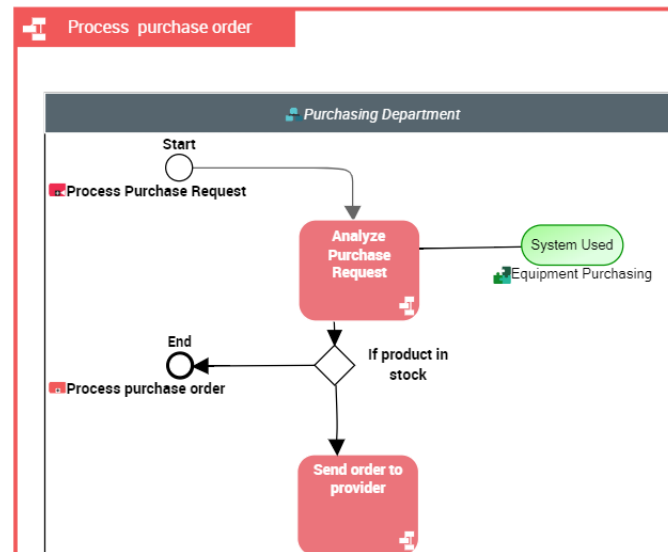 Process purchase order
Purchasing Department
Start
Process Purchase Request
Analyze
Purchase
Request
System Used
Equipment Purchasing
End
If product in
stock
Process purchase order
Send order to
provider